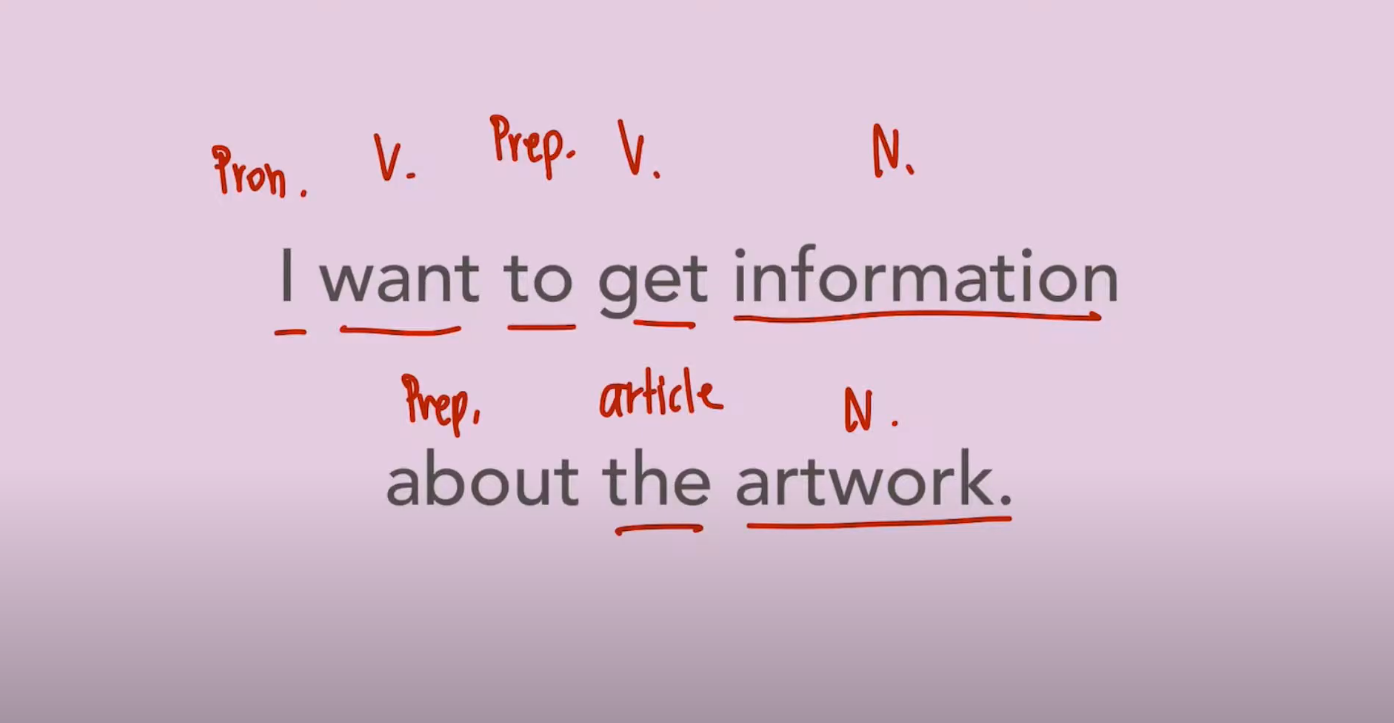 Pron. V. Prep. V. N.
I want to get information
Prep. article N.
about the artwork.